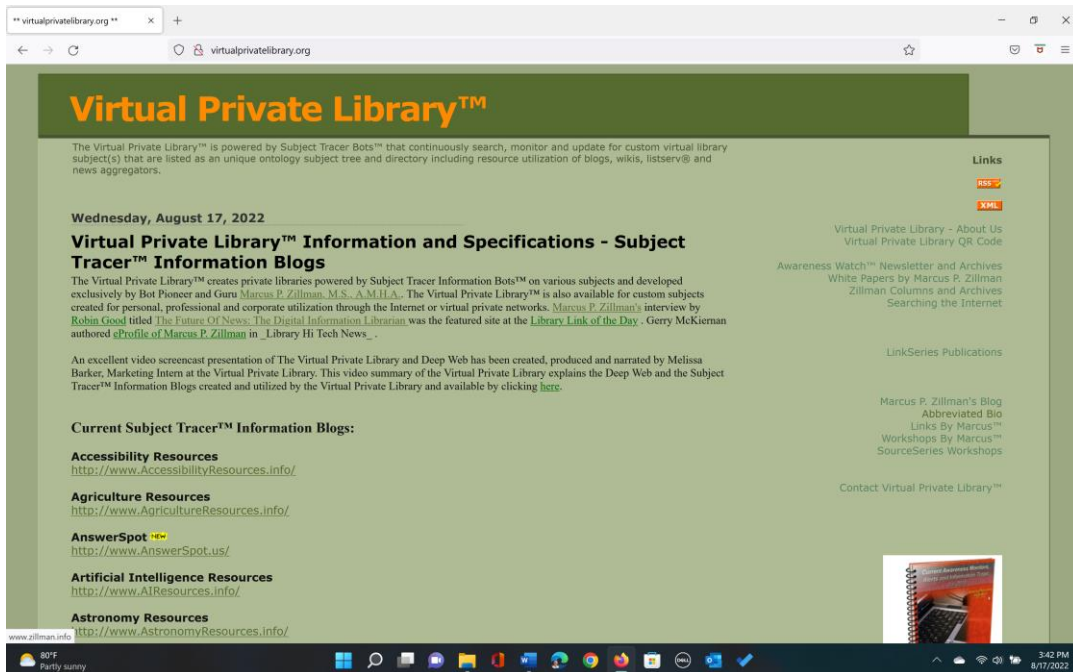 ** virtualprivatelibrary.org **
virtualprivatelibrary.org
Virtual Private Library™
The Virtual Private Library™ is powered by Subject Tracer Bots™ that continuously search, monitor and update for custom virtual library
subject(s) that are listed as an unique ontology subject tree and directory including resource utilization of blogs, wikis, listserv® and
news aggregators.
Wednesday, August 17, 2022
Virtual Private Library™ Information and Specifications - Subject
Tracer™ Information Blogs
The Virtual Private Library™ creates private libraries powered by Subject Tracer Information Bots™ on various subjects and developed
exclusively by Bot Pioneer and Guru Marcus P. Zillman, M.S., A.M.H.A.. The Virtual Private Library™ is also available for custom subjects
created for personal, professional and corporate utilization through the Internet or virtual private networks. Marcus P. Zillman's interview by
Robin Good titled The Future Of News: The Digital Information Librarian was the featured site at the Library Link of the Day . Gerry McKiernan
authored eProfile of Marcus P. Zillman in _Library Hi Tech News_ .
An excellent video screencast presentation of The Virtual Private Library and Deep Web has been created, produced and narrated by Melissa
Barker, Marketing Intern at the Virtual Private Library. This video summary of the Virtual Private Library explains the Deep Web and the Subject
Tracer™ Information Blogs created and utilized by the Virtual Private Library and available by clicking here.
Current Subject Tracer™ Information Blogs:
Accessibility Resources
http://www.AccessibilityResources.info/
Agriculture Resources
http://www.AgricultureResources.info/
AnswerSpot NEW
http://www.AnswerSpot.us/
Artificial Intelligence Resources
http://www.AIResources.info/
Astronomy Resources
http://www.AstronomyResources.info/
Links
RSS
XML
Virtual Private Library - About Us
Virtual Private Library QR Code
Awareness Watch™ Newsletter and Archives
White Papers by Marcus P. Zillman
Zillman Columns and Archives
Searching the Internet
LinkSeries Publications
Marcus P. Zillman's Blog
Abbreviated Bio
Links By Marcus™
Workshops By Marcus™
SourceSeries Workshops
Contact Virtual Private Library™
www.zillman.info
80°F
Partly sunny
DELL
3:42 PM
8/17/2022